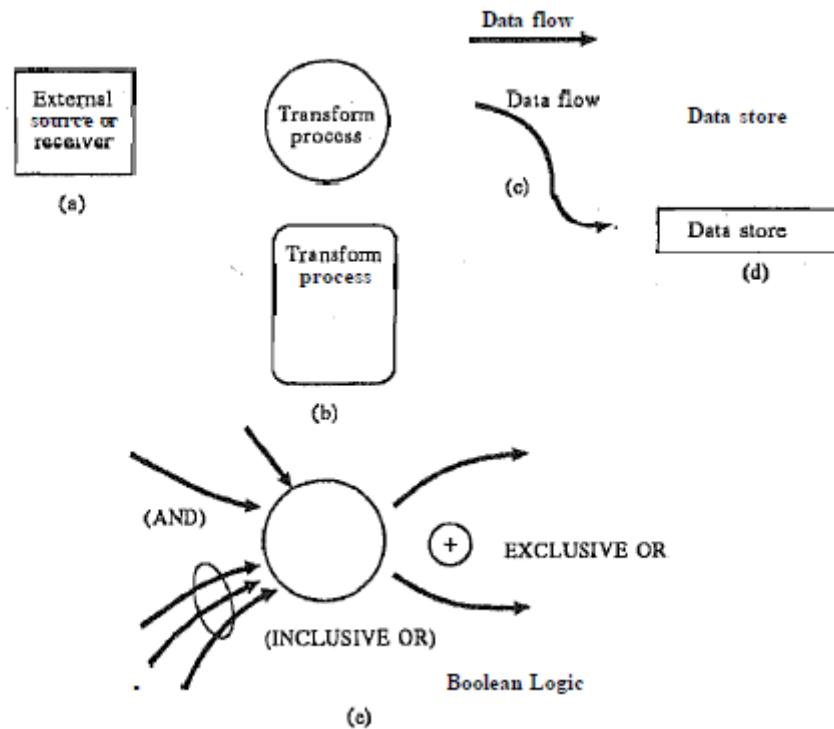 Data flow
External
source or
receiver
(a)
Transform
process
Data flow
(c)
Data store
Transform
process
(b)
Data store
(d)
(AND)
+
EXCLUSIVE OR
(INCLUSIVE OR)
Boolean Logic
(e)